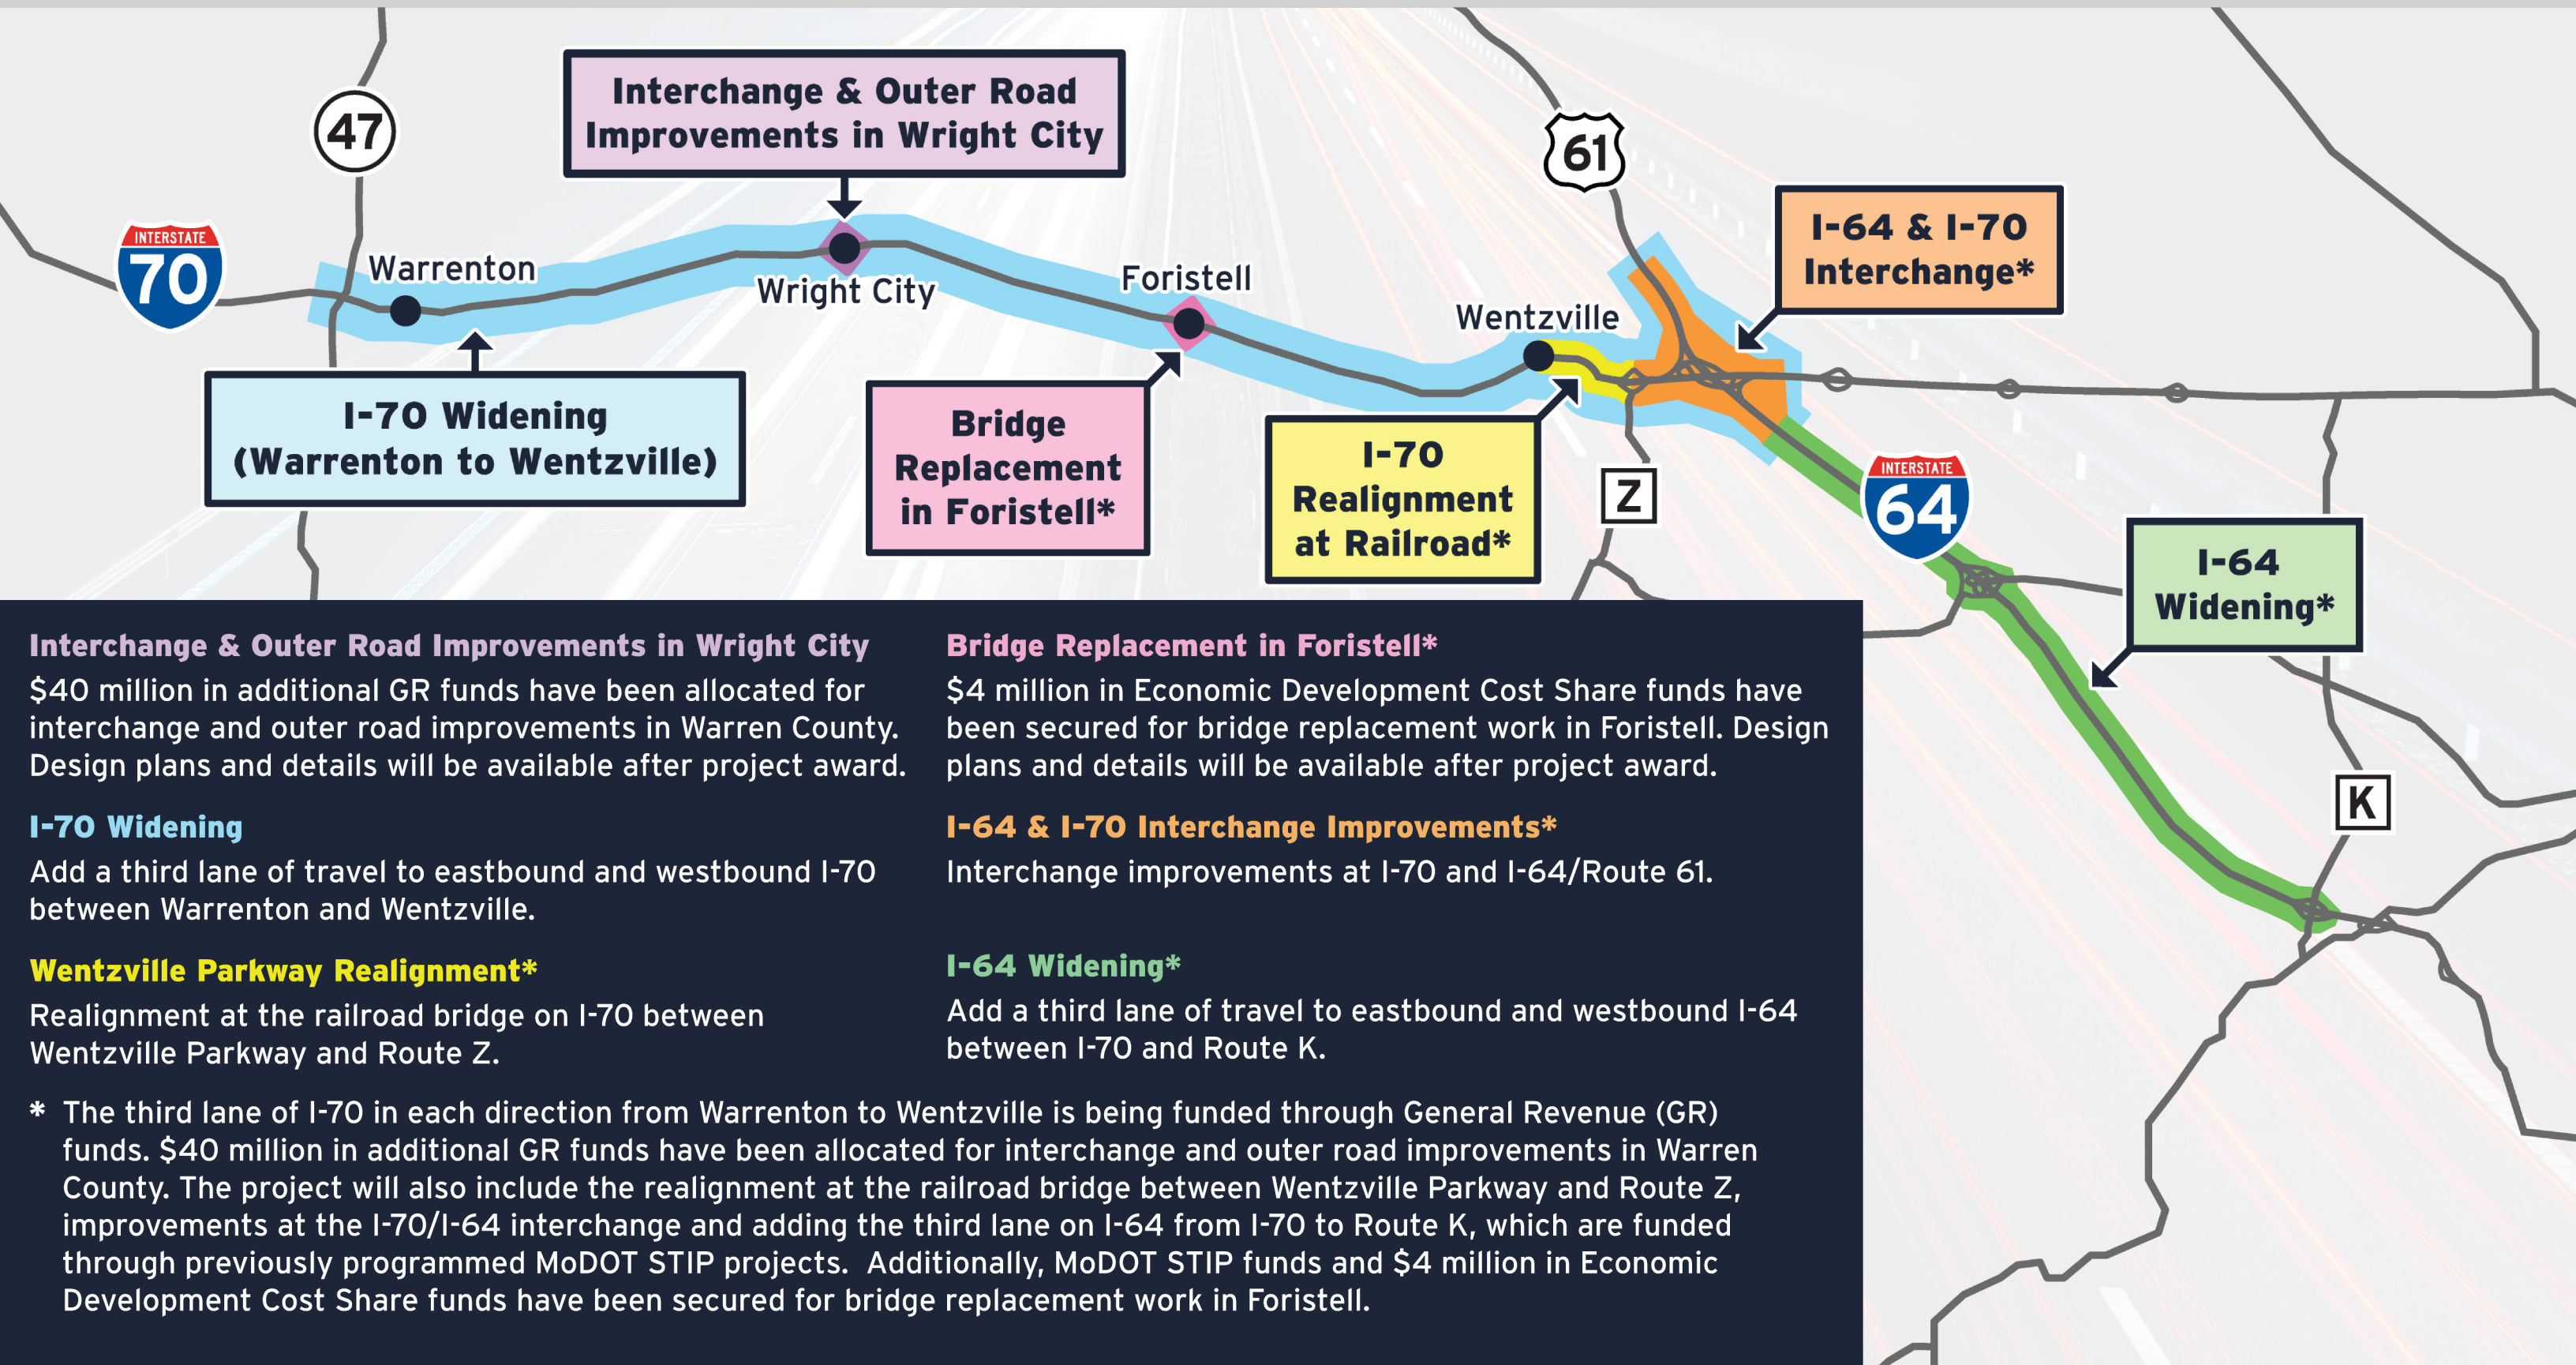 47
Interchange & Outer Road
Improvements in Wright City
61
I-64 & I-70
Interchange*
INTERSTATE
70
Warrenton
Wright City
Foristell
Wentzville
I-70 Widening
(Warrenton to Wentzville)
Bridge
Replacement
in Foristell*
I-70
Realignment
at Railroad*
Z
INTERSTATE
64
I-64
Widening*
K
Interchange & Outer Road Improvements in Wright City
$40 million in additional GR funds have been allocated for
interchange and outer road improvements in Warren County.
Design plans and details will be available after project award.
I-70 Widening
Add a third lane of travel to eastbound and westbound I-70
between Warrenton and Wentzville.
Wentzville Parkway Realignment*
Realignment at the railroad bridge on I-70 between
Wentzville Parkway and Route Z.
Bridge Replacement in Foristell*
$4 million in Economic Development Cost Share funds have
been secured for bridge replacement work in Foristell. Design
plans and details will be available after project award.
I-64 & I-70 Interchange Improvements*
Interchange improvements at I-70 and I-64/Route 61.
I-64 Widening*
Add a third lane of travel to eastbound and westbound I-64
between I-70 and Route K.
* The third lane of I-70 in each direction from Warrenton to Wentzville is being funded through General Revenue (GR)
funds. $40 million in additional GR funds have been allocated for interchange and outer road improvements in Warren
County. The project will also include the realignment at the railroad bridge between Wentzville Parkway and Route Z,
improvements at the I-70/I-64 interchange and adding the third lane on I-64 from I-70 to Route K, which are funded
through previously programmed MoDOT STIP projects.  Additionally, MoDOT STIP funds and $4 million in Economic
Development Cost Share funds have been secured for bridge replacement work in Foristell.